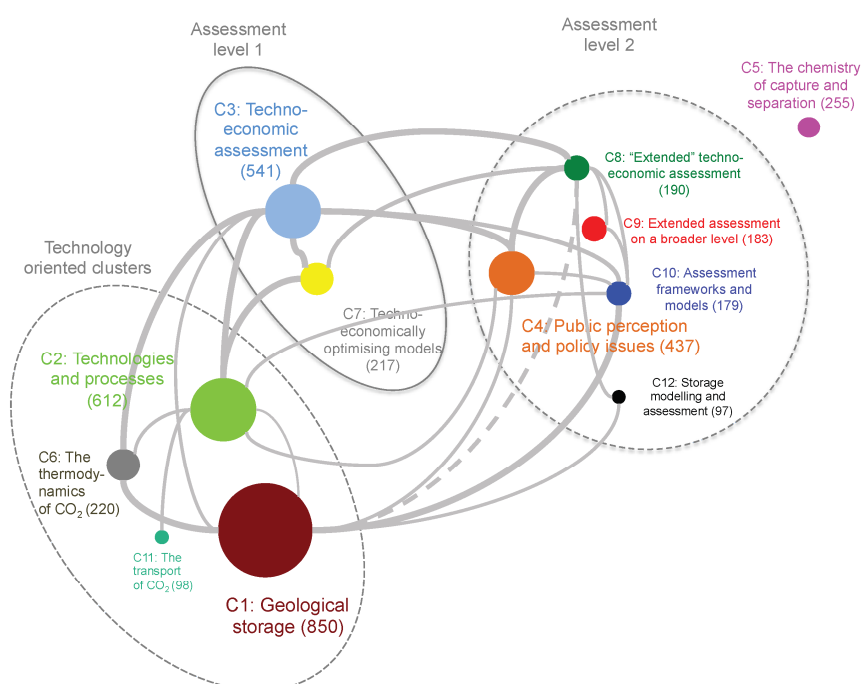 Assessment
level 1
Assessment
level 2
C5: The chemistry
of capture and
separation (255)
C3: Techno-
economic
assessment
(541)
C8: “Extended” techno-
economic assessment
(190)
C9: Extended assessment
on a broader level (183)
Technology
oriented clusters
C10: Assessment
frameworks and
models (179)
C7: Techno-
economically
optimising models
(217)
C4: Public perception
and policy issues (437)
C2: Technologies
and processes
(612)
C12: Storage
modelling and
assessment (97)
C6: The
thermody-
namics
of CO₂ (220)
C11: The
transport
of CO₂ (98)
C1: Geological
storage (850)